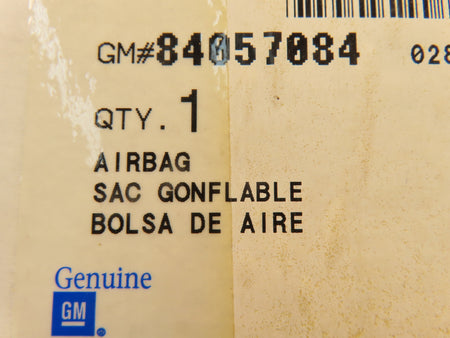 GM#84057084 028
QTY. 1
AIRBAG
SAC GONFLABLE
BOLSA DE AIRE
Genuine
GM
®